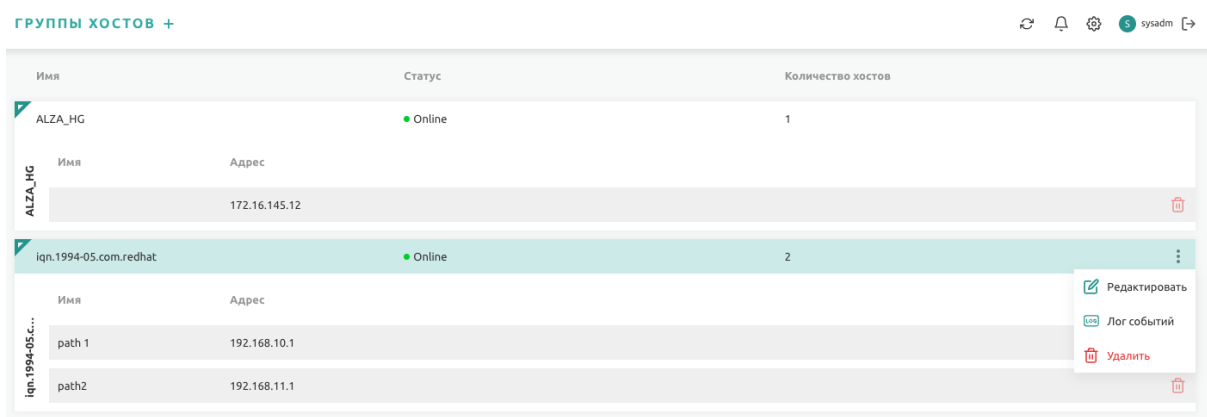 ГРУППЫ ХОСТОВ +
S sysadm
Имя Статус Количество хостов
ALZA_HG Online 1
ALZA_HG
Имя Адрес
172.16.145.12
iqn.1994-05.com.redhat Online 2
Редактировать
LOG Лог событий
Удалить
iqn.1994-05.c...
Имя Адрес
path 1 192.168.10.1
path2 192.168.11.1